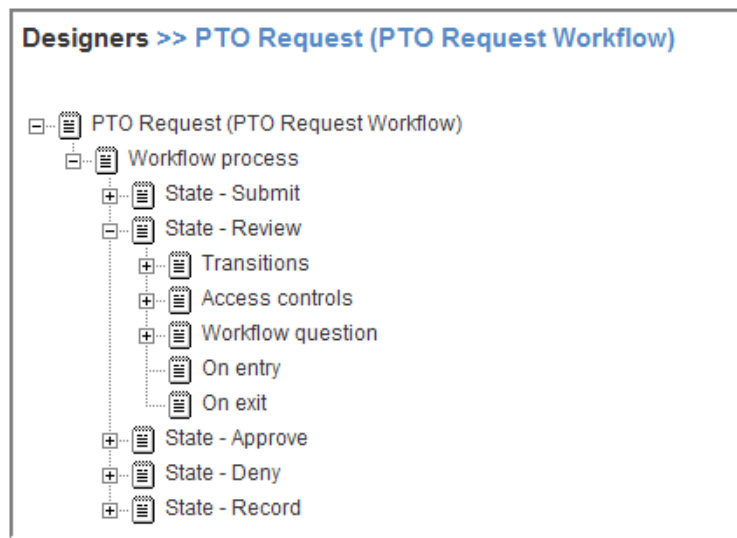 Designers >> PTO Request (PTO Request Workflow)
PTO Request (PTO Request Workflow)
Workflow process
State - Submit
State - Review
Transitions
Access controls
Workflow question
On entry
On exit
State - Approve
State - Deny
State - Record